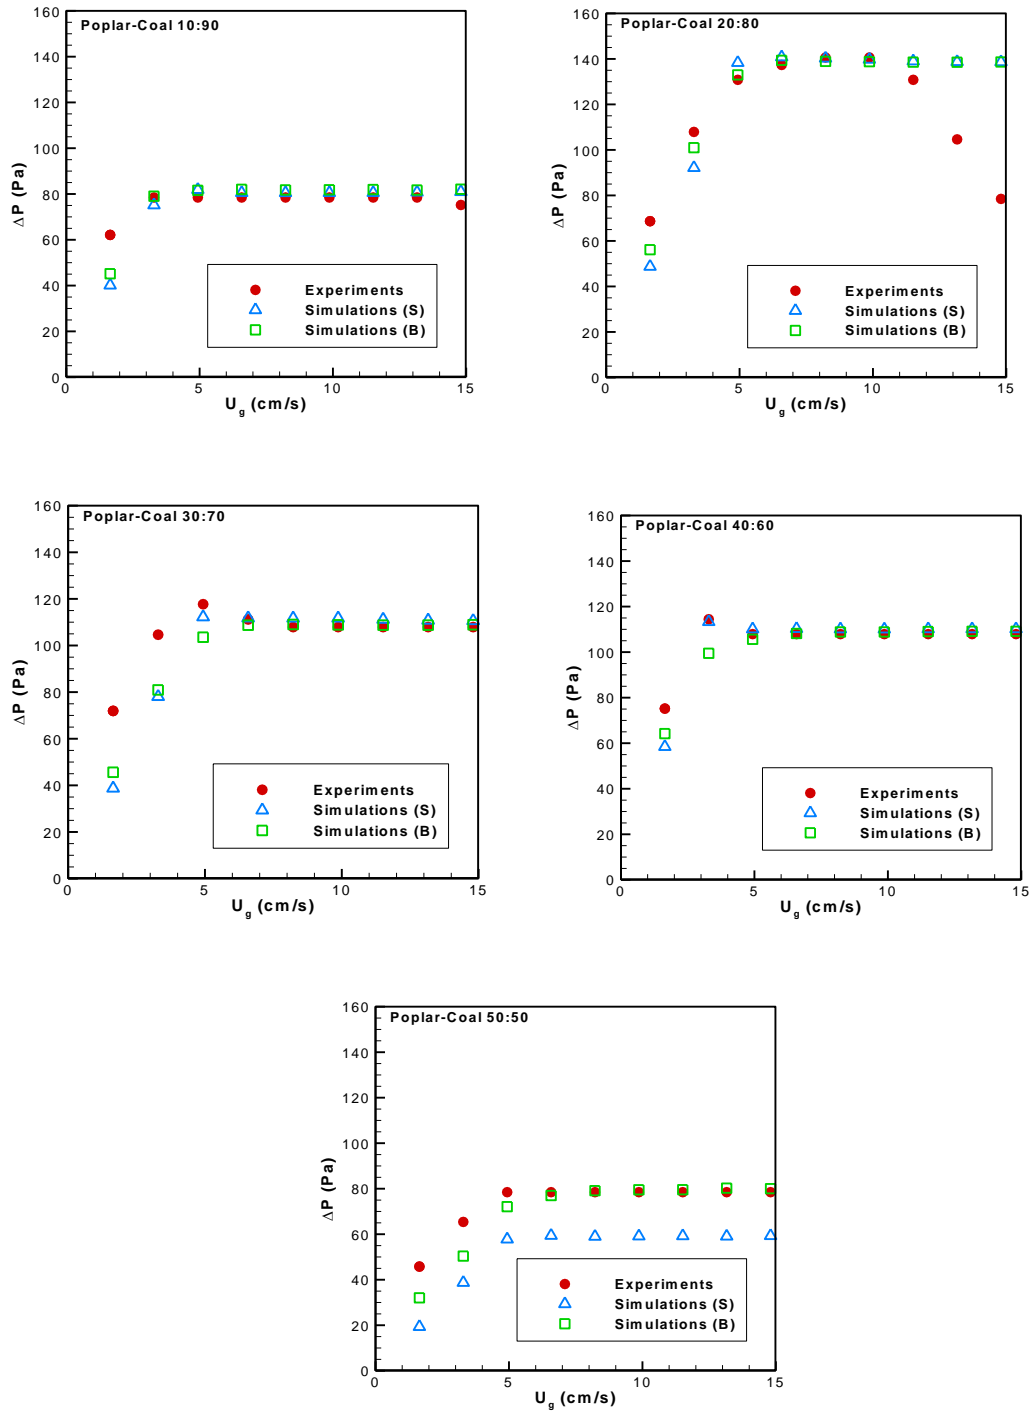 Poplar-Coal 10:90
160
140
120
100
80
60
40
20
0
ΔP (Pa)
Experiments
Simulations (S)
Simulations (B)
0 5 10 15
Ug (cm/s)
Poplar-Coal 20:80
160
140
120
100
80
60
40
20
0
ΔP (Pa)
Experiments
Simulations (S)
Simulations (B)
0 5 10 15
Ug (cm/s)
Poplar-Coal 30:70
160
140
120
100
80
60
40
20
0
ΔP (Pa)
Experiments
Simulations (S)
Simulations (B)
0 5 10 15
Ug (cm/s)
Poplar-Coal 40:60
160
140
120
100
80
60
40
20
0
ΔP (Pa)
Experiments
Simulations (S)
Simulations (B)
0 5 10 15
Ug (cm/s)
Poplar-Coal 50:50
160
140
120
100
80
60
40
20
0
ΔP (Pa)
Experiments
Simulations (S)
Simulations (B)
0 5 10 15
Ug (cm/s)